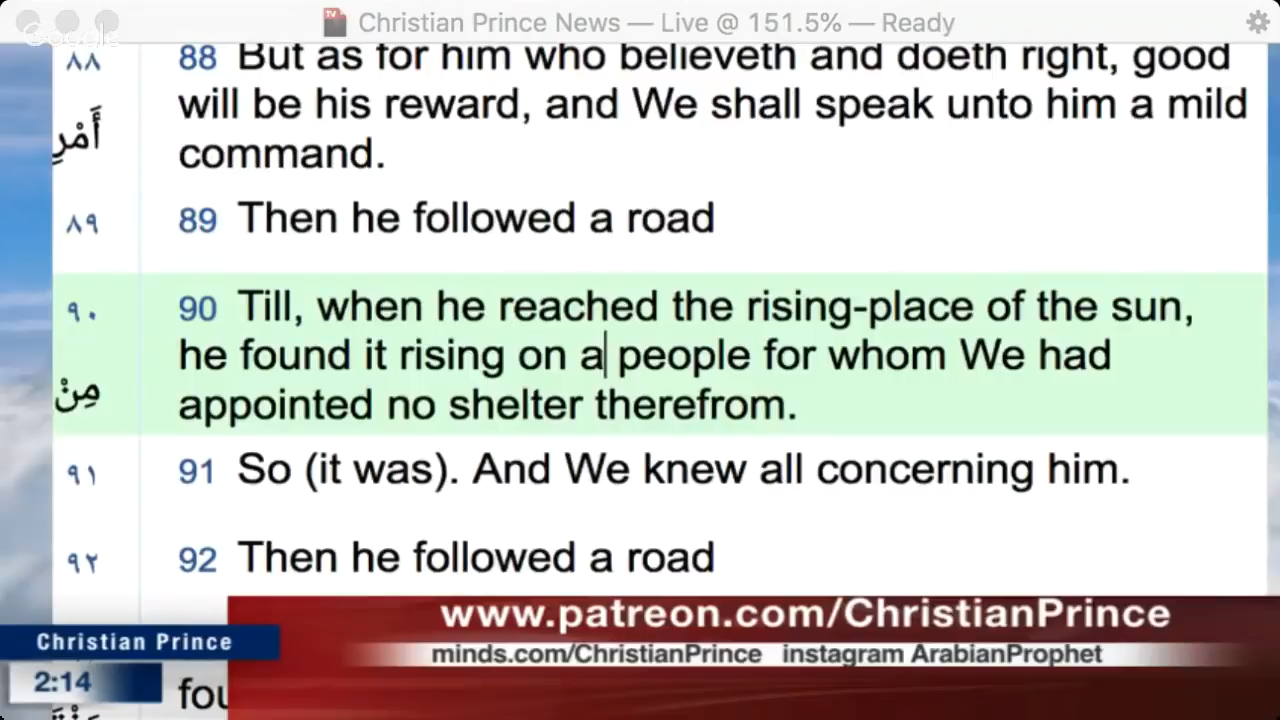 Christian Prince News — Live @ 151.5% — Ready
Google
٨٨ 88 But as for him who believeth and doeth right, good
will be his reward, and We shall speak unto him a mild
أَمْرِ
command.
٨٩ 89 Then he followed a road
٩٠ 90 Till, when he reached the rising-place of the sun,
he found it rising on a people for whom We had
مِنْ
appointed no shelter therefrom.
٩١ 91 So (it was). And We knew all concerning him.
٩٢ 92 Then he followed a road
www.patreon.com/ChristianPrince
Christian Prince
minds.com/ChristianPrince instagram ArabianProphet
2:14